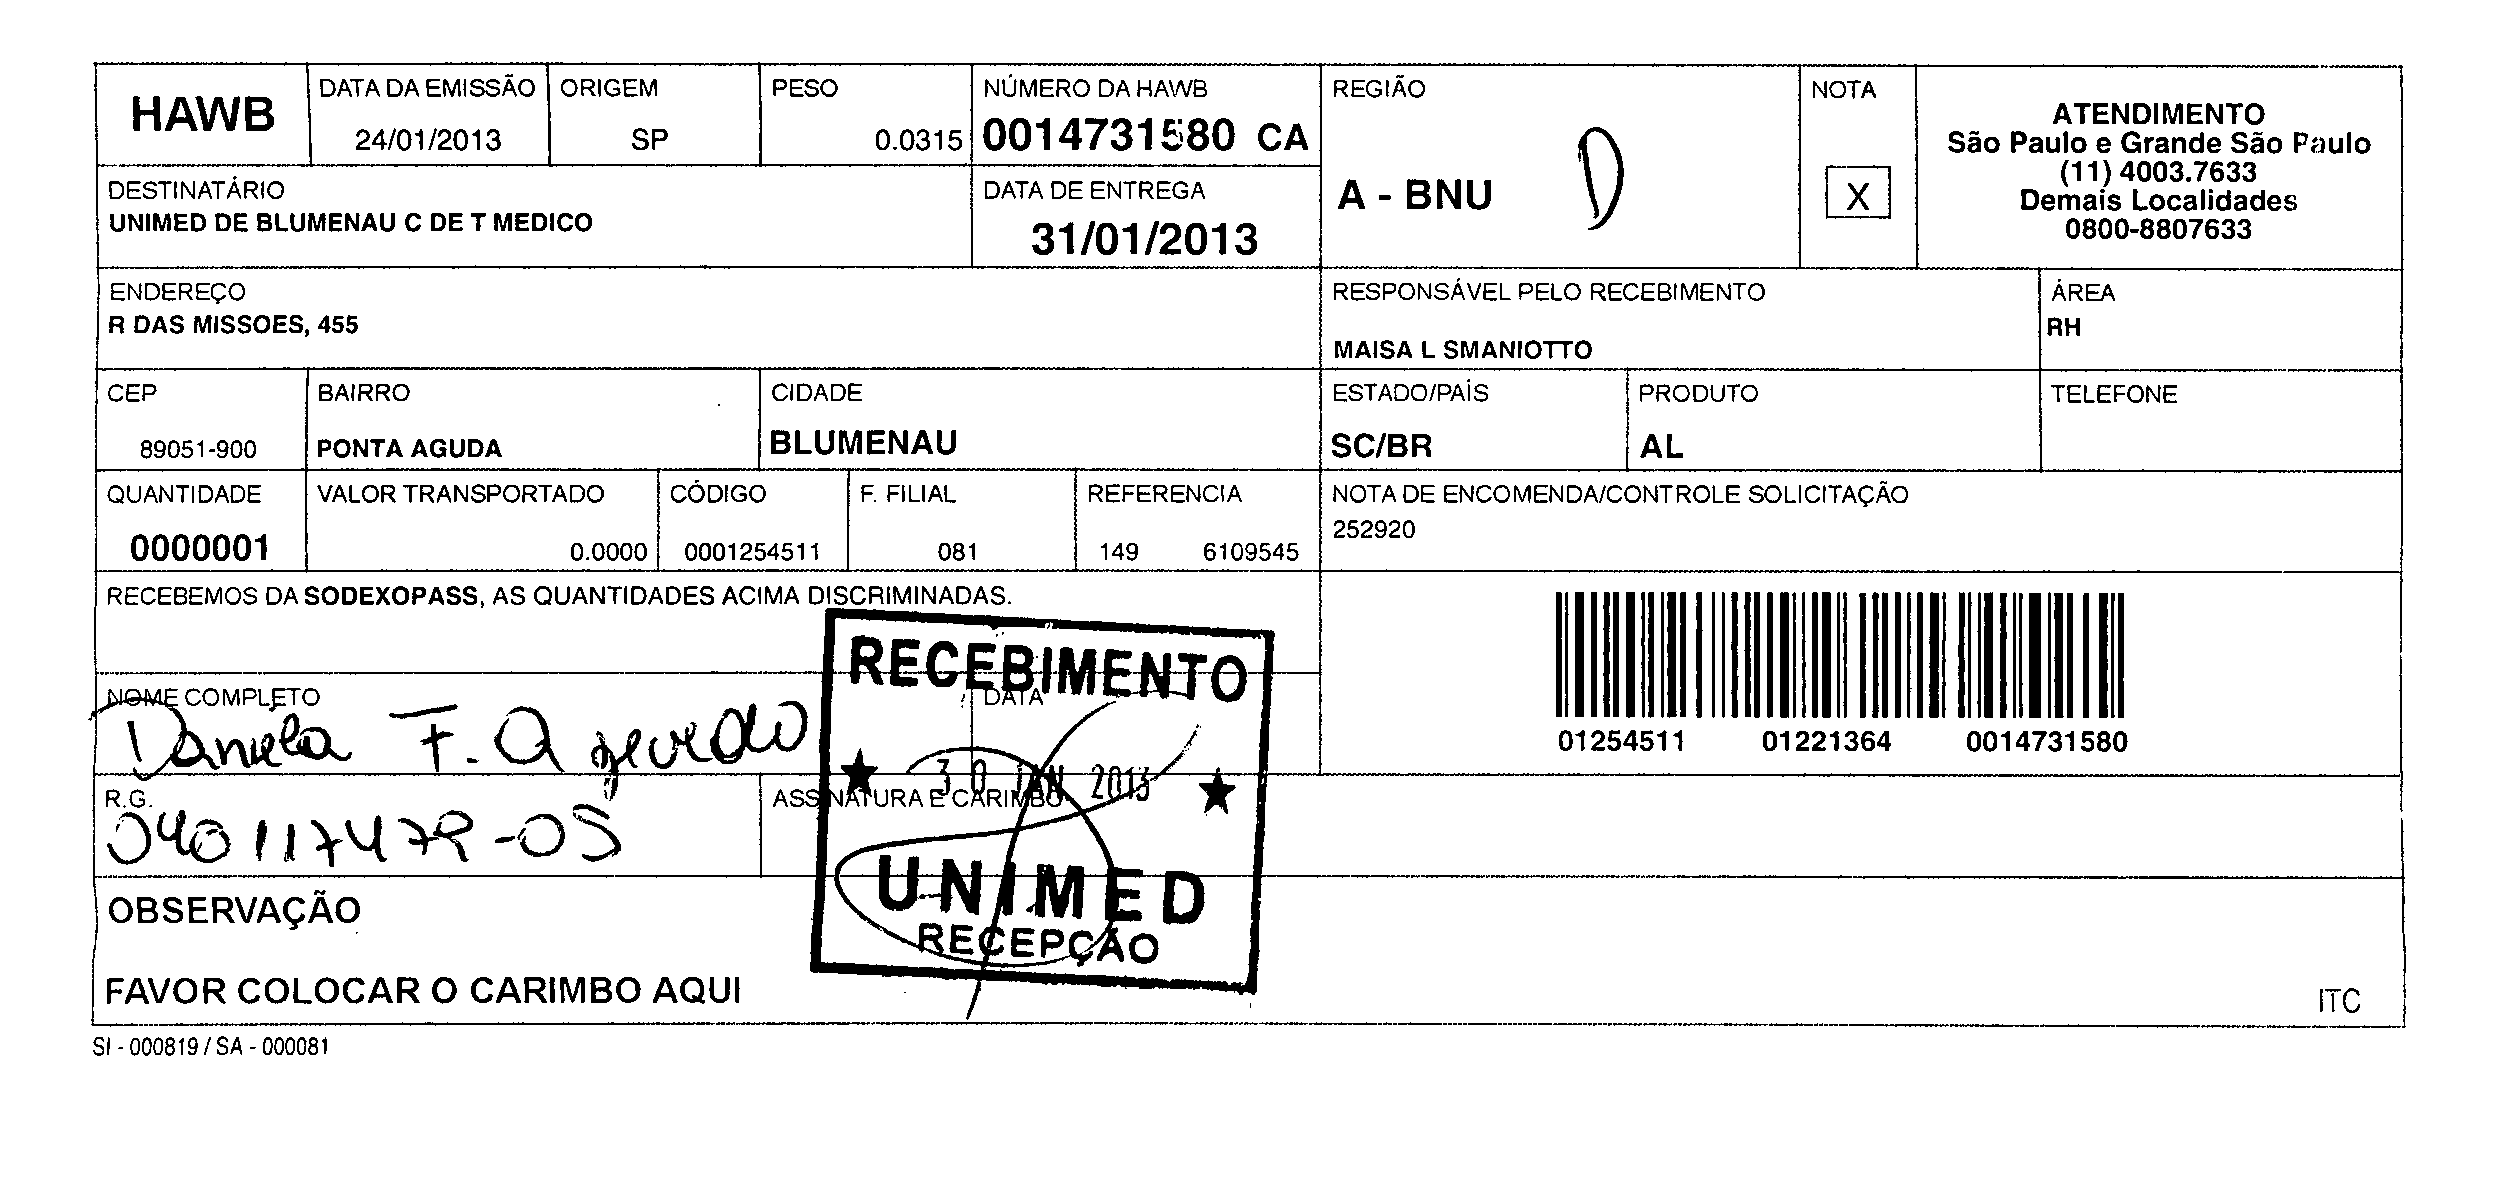 HAWB
DATA DA EMISSÃO
24/01/2013
ORIGEM
SP
PESO
0.0315
NÚMERO DA HAWB
0014731580 CA
REGIÃO
A - BNU
NOTA
X
ATENDIMENTO
São Paulo e Grande São Paulo
(11) 4003.7633
Demais Localidades
0800-8807633
DESTINATÁRIO
UNIMED DE BLUMENAU C DE T MEDICO
DATA DE ENTREGA
31/01/2013
ENDEREÇO
R DAS MISSOES, 455
RESPONSÁVEL PELO RECEBIMENTO
MAISA L SMANIOTTO
ÁREA
RH
CEP
89051-900
BAIRRO
PONTA AGUDA
CIDADE
BLUMENAU
ESTADO/PAÍS
SC/BR
PRODUTO
AL
TELEFONE
QUANTIDADE
0000001
VALOR TRANSPORTADO
0.0000
CÓDIGO
0001254511
F. FILIAL
081
REFERENCIA
149 6109545
NOTA DE ENCOMENDA/CONTROLE SOLICITAÇÃO
252920
RECEBEMOS DA SODEXOPASS, AS QUANTIDADES ACIMA DISCRIMINADAS.
01254511 01221364 0014731580
NOME COMPLETO
Daniela F. Azevedo
DATA
R.G.
ASSINATURA E CARIMBO
RECEBIMENTO
30 JAN 2013
UNIMED
RECEPÇÃO
OBSERVAÇÃO
FAVOR COLOCAR O CARIMBO AQUI
ITC
SI - 000819 / SA - 000081